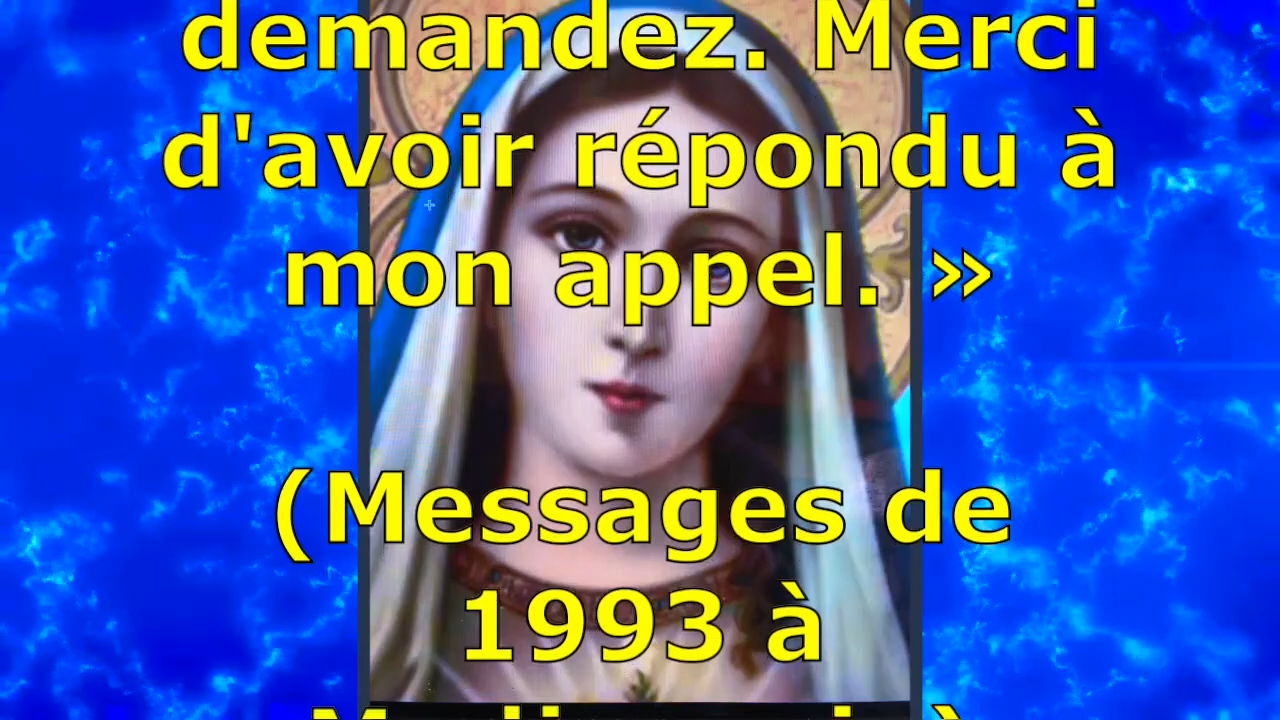 demandez. Merci
d'avoir répondu à
mon appel. »
(Messages de
1993 à